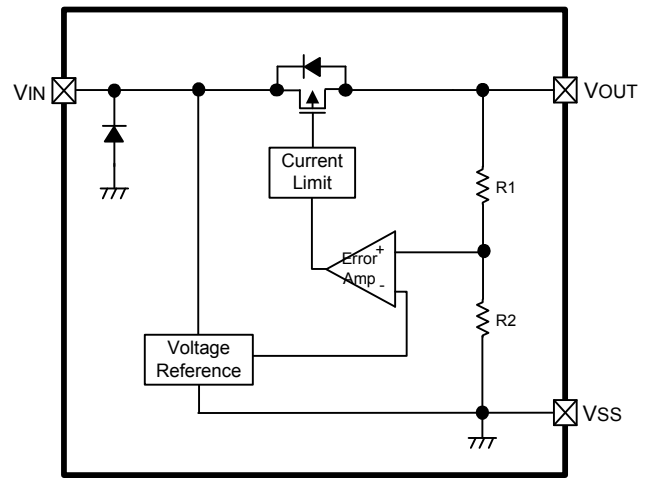 VIN
VOUT
Current
Limit
R1
Error
+
Amp
-
R2
Voltage
Reference
VSS